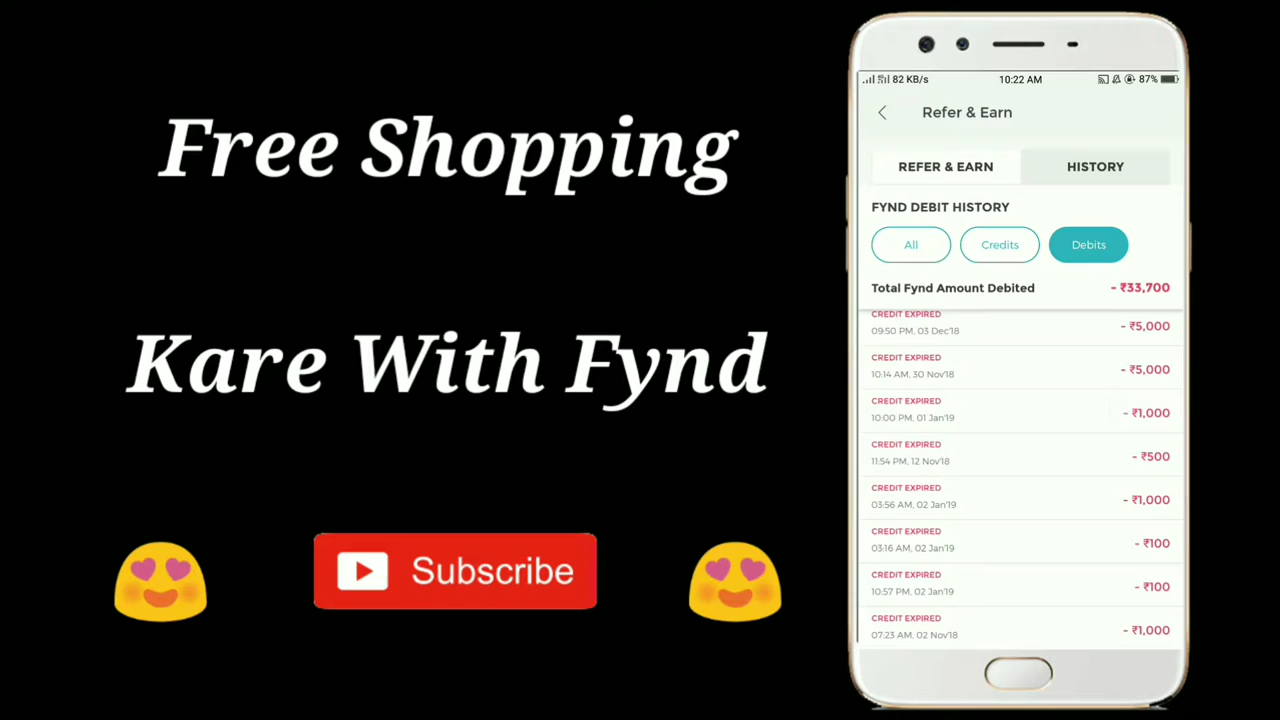 Free Shopping
Kare With Fynd
Subscribe
82 KB/s 10:22 AM 87%
Refer & Earn
REFER & EARN HISTORY
FYND DEBIT HISTORY
All Credits Debits
Total Fynd Amount Debited - ₹33,700
CREDIT EXPIRED
09:50 PM, 03 Dec'18 - ₹5,000
CREDIT EXPIRED
10:14 AM, 30 Nov'18 - ₹5,000
CREDIT EXPIRED
10:00 PM, 01 Jan'19 - ₹1,000
CREDIT EXPIRED
11:54 PM, 12 Nov'18 - ₹500
CREDIT EXPIRED
03:56 AM, 02 Jan'19 - ₹1,000
CREDIT EXPIRED
03:16 AM, 02 Jan'19 - ₹100
CREDIT EXPIRED
10:57 PM, 02 Jan'19 - ₹100
CREDIT EXPIRED
07:23 AM, 02 Nov'18 - ₹1,000